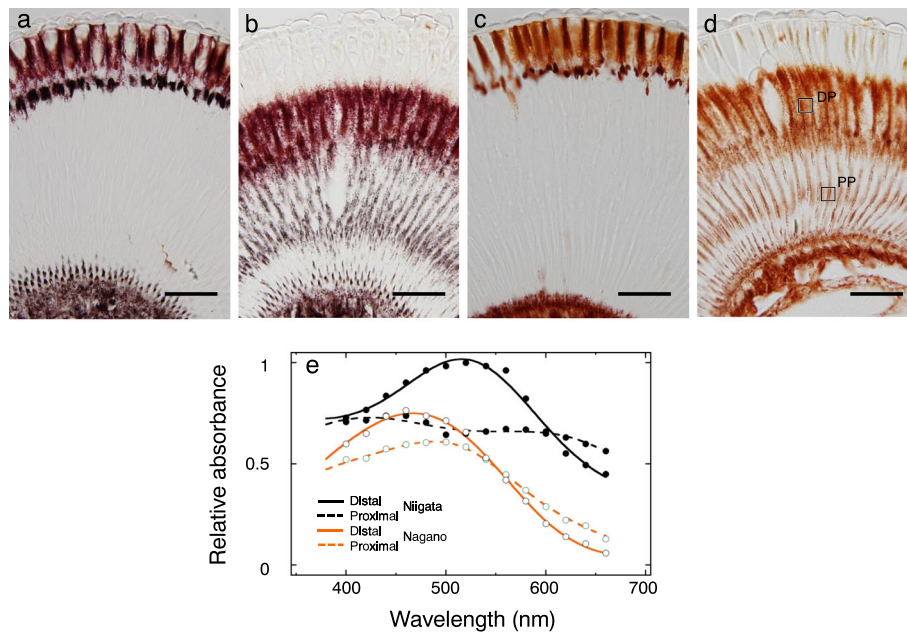 a
b
c
d
DP
PP
e
Relative absorbance
1
0.5
0
Distal
Proximal
Niigata
Distal
Proximal
Nagano
400
500
600
700
Wavelength (nm)